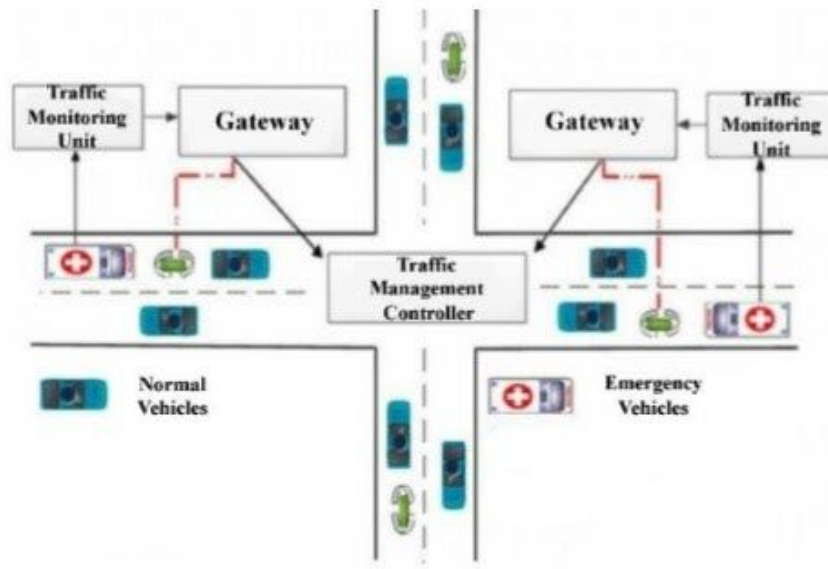 Traffic
Monitoring
Unit
Gateway
Gateway
Traffic
Monitoring
Unit
Traffic
Management
Controller
Normal
Vehicles
Emergency
Vehicles